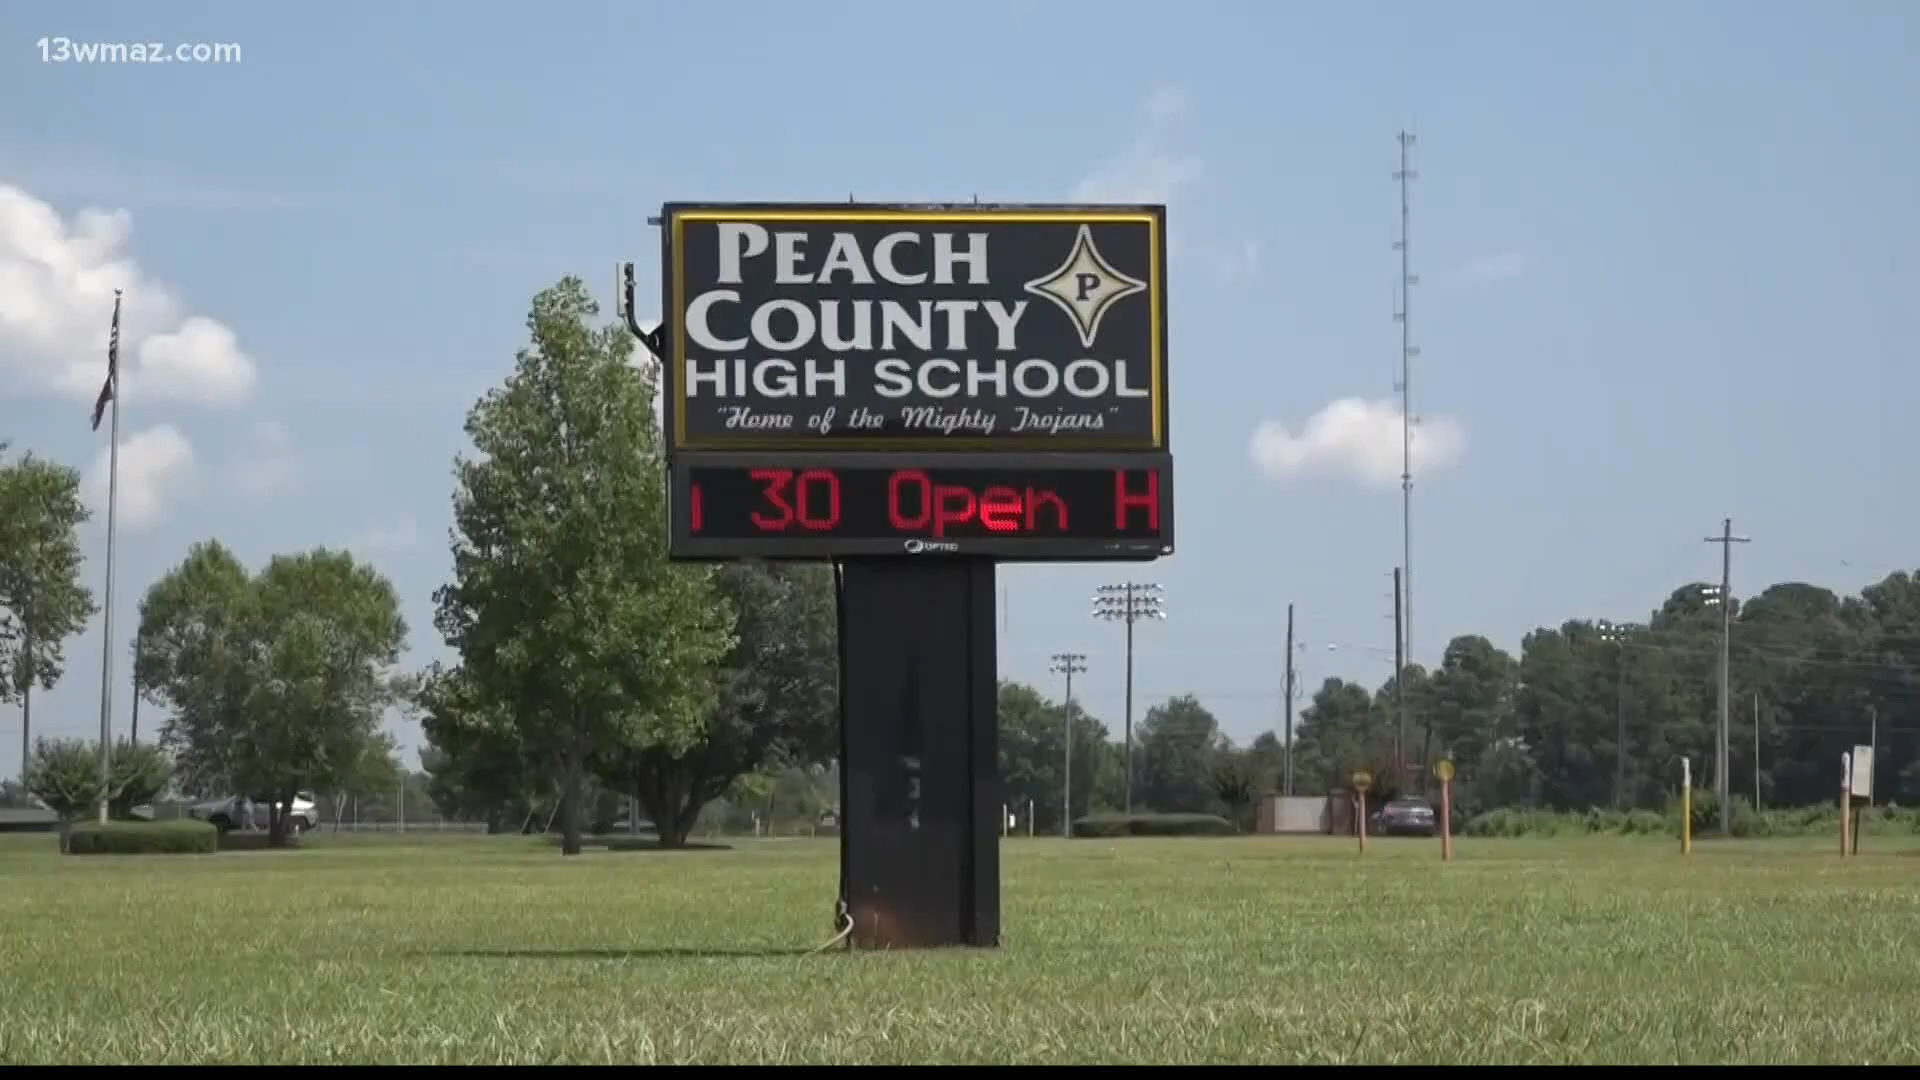 13wmaz.com
PEACH
COUNTY
P
HIGH SCHOOL
"Home of the Mighty Trojans"
30 Open H